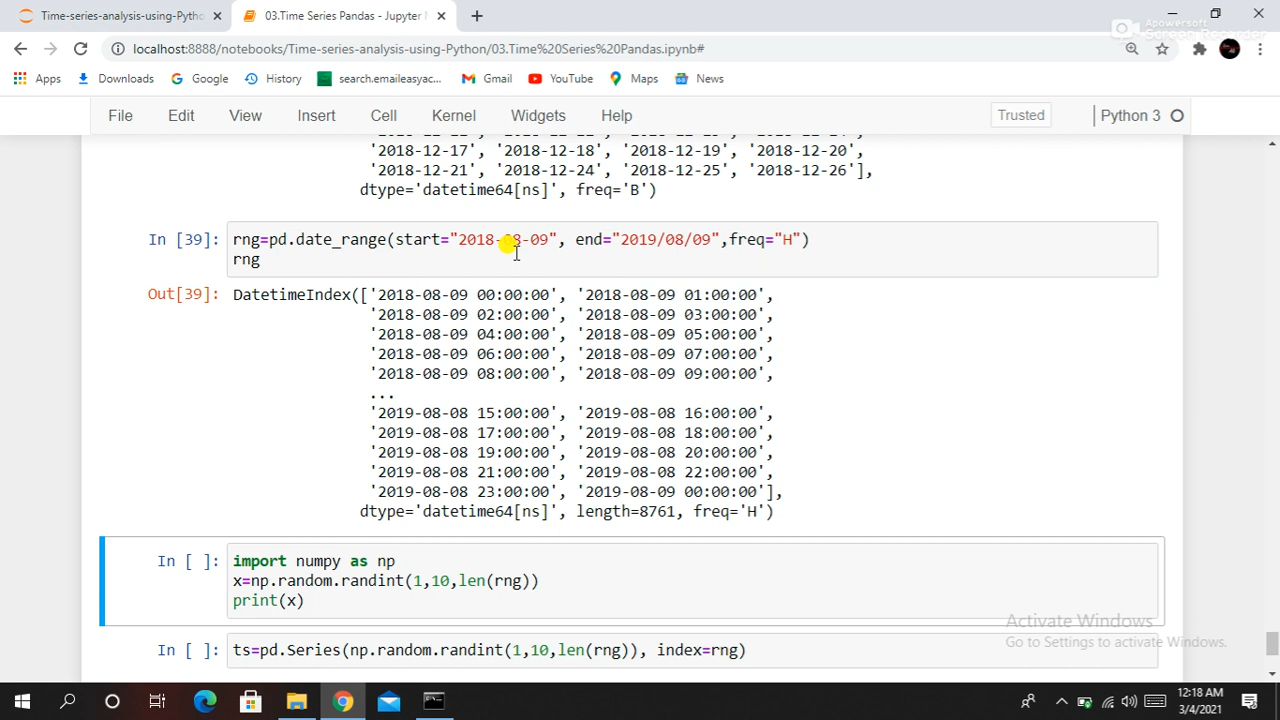 Time-series-analysis-using-Pytho
03.Time Series Pandas - Jupyter
Apowersoft
Screen Recorder
localhost:8888/notebooks/Time-series-analysis-using-Python/03.Time%20Series%20Pandas.ipynb#
Apps Downloads Google History search.emaileasyac... Gmail YouTube Maps News
File Edit View Insert Cell Kernel Widgets Help Trusted Python 3
'2018-12-17', '2018-12-18', '2018-12-19', '2018-12-20',
'2018-12-21', '2018-12-24', '2018-12-25', '2018-12-26'],
dtype='datetime64[ns]', freq='B')
In [39]: rng=pd.date_range(start="2018-08-09", end="2019/08/09",freq="H")
rng
Out[39]: DatetimeIndex(['2018-08-09 00:00:00', '2018-08-09 01:00:00',
'2018-08-09 02:00:00', '2018-08-09 03:00:00',
'2018-08-09 04:00:00', '2018-08-09 05:00:00',
'2018-08-09 06:00:00', '2018-08-09 07:00:00',
'2018-08-09 08:00:00', '2018-08-09 09:00:00',
...
'2019-08-08 15:00:00', '2019-08-08 16:00:00',
'2019-08-08 17:00:00', '2019-08-08 18:00:00',
'2019-08-08 19:00:00', '2019-08-08 20:00:00',
'2019-08-08 21:00:00', '2019-08-08 22:00:00',
'2019-08-08 23:00:00', '2019-08-09 00:00:00'],
dtype='datetime64[ns]', length=8761, freq='H')
In [ ]: import numpy as np
x=np.random.randint(1,10,len(rng))
print(x)
Activate Windows
Go to Settings to activate Windows.
In [ ]: ts=pd.Series(np.random.randint(1,10,len(rng)), index=rng)
12:18 AM
3/4/2021